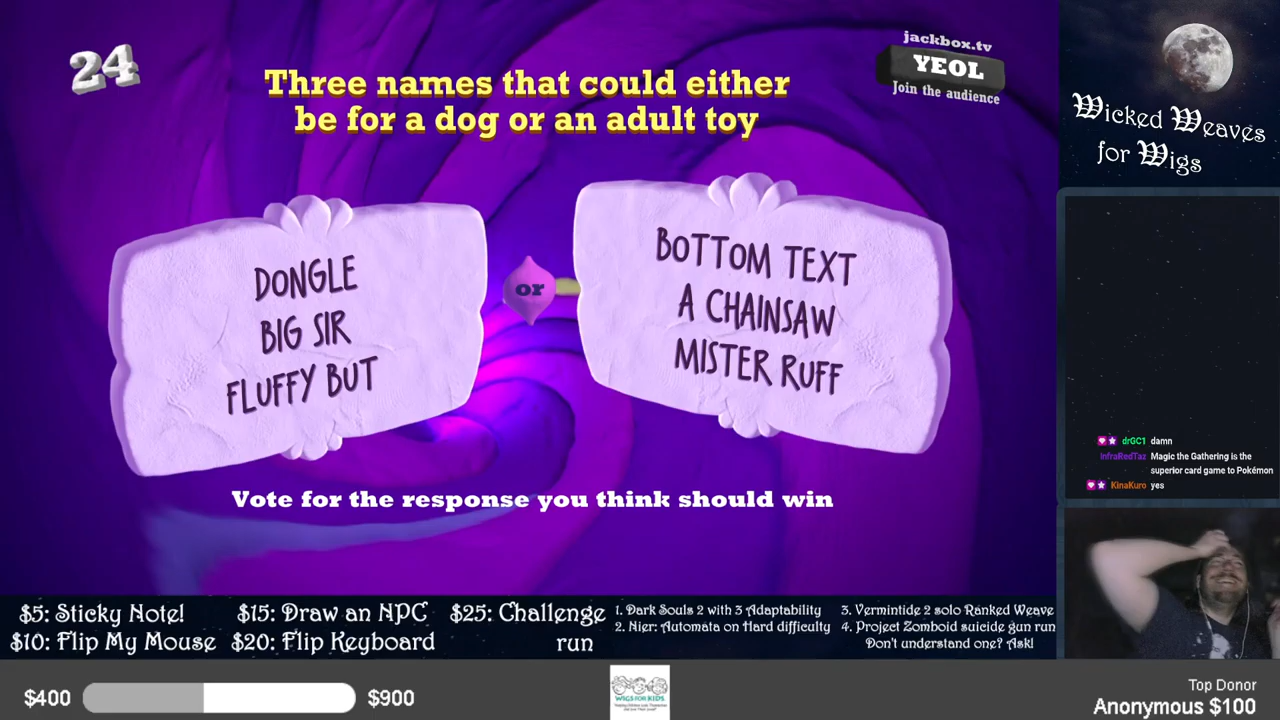 24
jackbox.tv
YEOL
Join the audience
Three names that could either
be for a dog or an adult toy
DONGLE
BIG SIR
FLUFFY BUT
or
BOTTOM TEXT
A CHAINSAW
MISTER RUFF
Vote for the response you think should win
Wicked Weaves
for Wigs
drGC1 damn
InfraRedTaz Magic the Gathering is the
superior card game to Pokémon
KinaKuro yes
$5: Sticky Note!
$10: Flip My Mouse
$15: Draw an NPC
$20: Flip Keyboard
$25: Challenge
run
1. Dark Souls 2 with 3 Adaptability
2. Nier: Automata on Hard difficulty
3. Vermintide 2 solo Ranked Weave
4. Project Zomboid suicide gun run
Don't understand one? Ask!
$400
$900
WIGS FOR KIDS
Top Donor
Anonymous $100